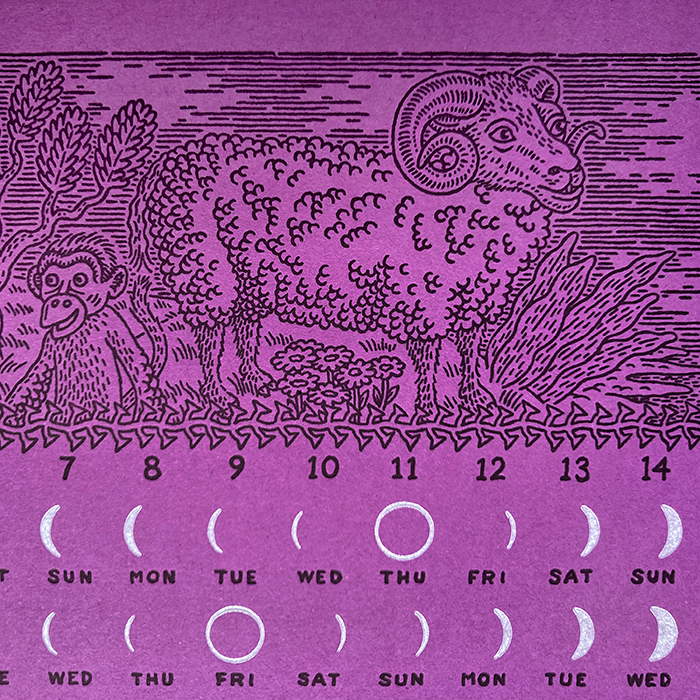 7 8 9 10 11 12 13 14
T SUN MON TUE WED THU FRI SAT SUN
E WED THU FRI SAT SUN MON TUE WED